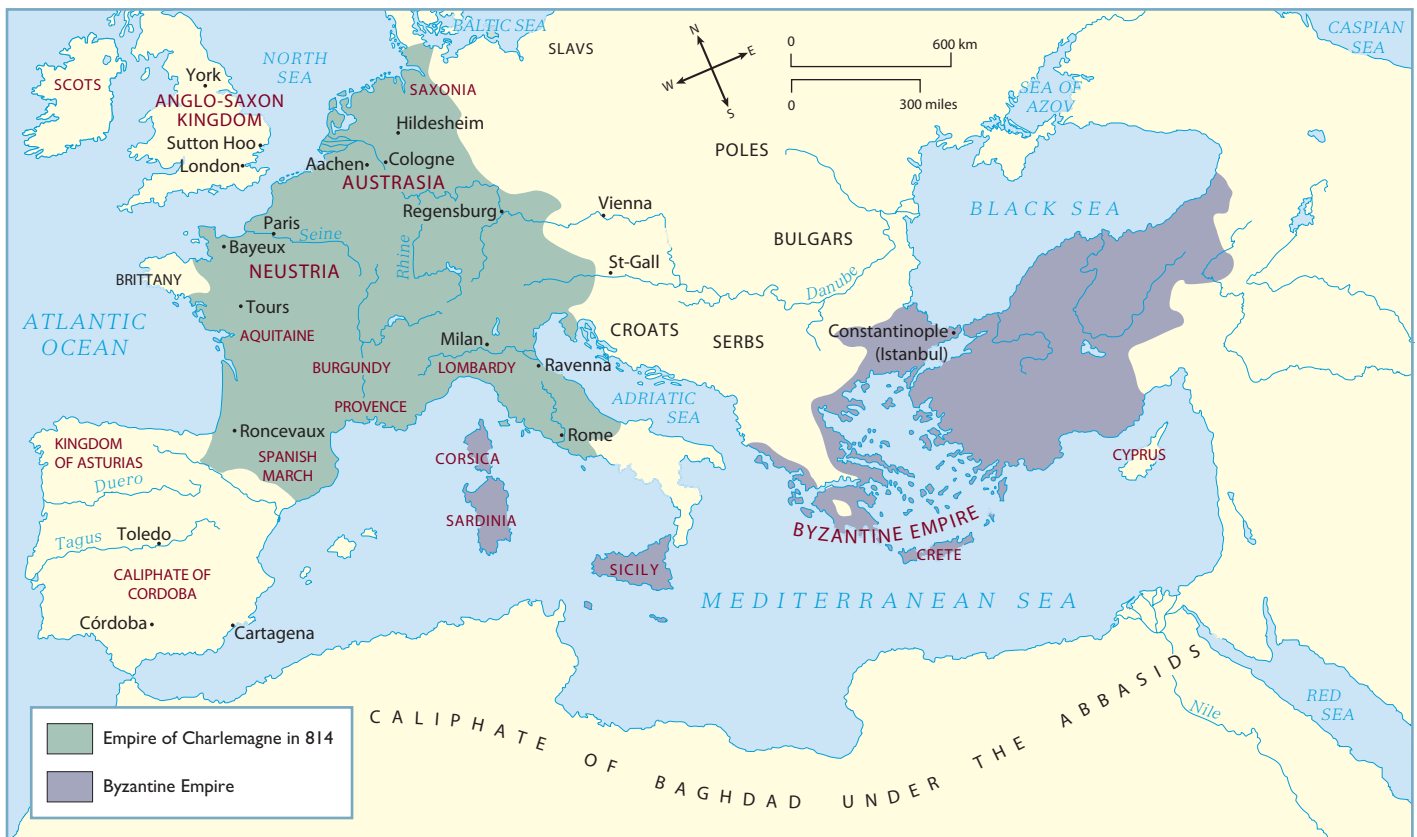 BALTIC SEA
CASPIAN
SEA
NORTH
SEA
SLAVS
N
E
W
S
0
600 km
0
300 miles
SCOTS
York
ANGLO-SAXON
KINGDOM
Sutton Hoo
London
SAXONIA
Hildesheim
Aachen
Cologne
AUSTRASIA
SEA OF
AZOV
POLES
Regensburg
Vienna
BLACK SEA
Paris
Seine
Bayeux
Rhine
BULGARS
NEUSTRIA
BRITTANY
St-Gall
Danube
Tours
ATLANTIC
OCEAN
AQUITAINE
Milan
CROATS
SERBS
Constantinople
(Istanbul)
BURGUNDY
LOMBARDY
Ravenna
PROVENCE
ADRIATIC
SEA
Roncevaux
Rome
KINGDOM
OF ASTURIAS
SPANISH
MARCH
CORSICA
CYPRUS
Duero
SARDINIA
Toledo
Tagus
BYZANTINE EMPIRE
CRETE
SICILY
CALIPHATE OF
CORDOBA
MEDITERRANEAN SEA
Córdoba
Cartagena
CALIPHATE OF BAGHDAD UNDER THE ABBASIDS
Nile
RED
SEA
Empire of Charlemagne in 814
Byzantine Empire